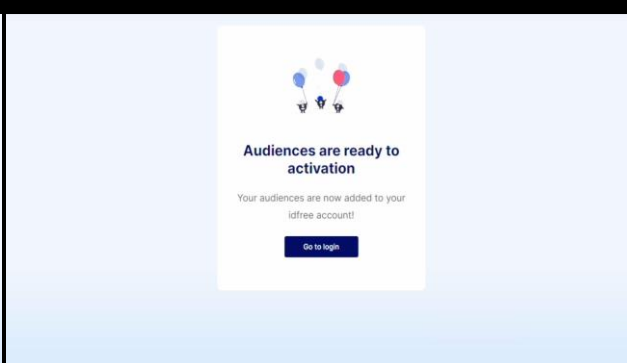 Audiences are ready to
activation
Your audiences are now added to your
idfree account!
Go to login